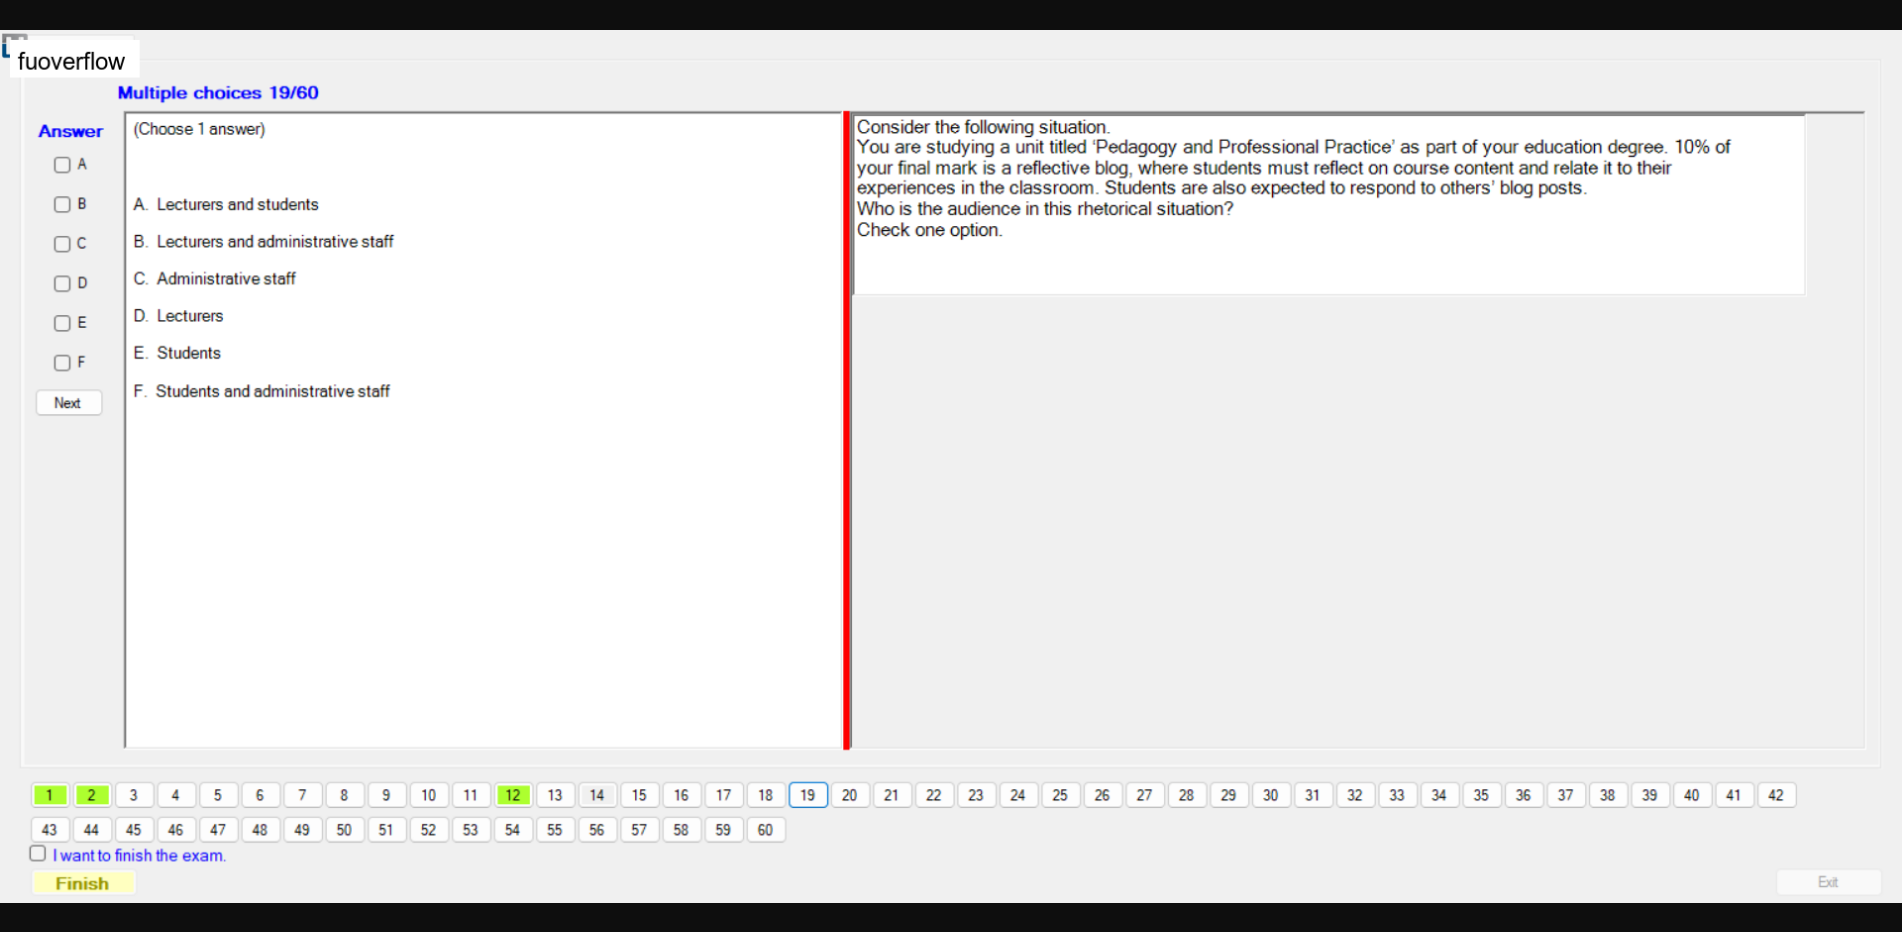 fuoverflow
Multiple choices 19/60
Answer
A
B
C
D
E
F
Next
(Choose 1 answer)
A. Lecturers and students
B. Lecturers and administrative staff
C. Administrative staff
D. Lecturers
E. Students
F. Students and administrative staff
Consider the following situation.
You are studying a unit titled ‘Pedagogy and Professional Practice’ as part of your education degree. 10% of
your final mark is a reflective blog, where students must reflect on course content and relate it to their
experiences in the classroom. Students are also expected to respond to others’ blog posts.
Who is the audience in this rhetorical situation?
Check one option.
1 2 3 4 5 6 7 8 9 10 11 12 13 14 15 16 17 18 19 20 21 22 23 24 25 26 27 28 29 30 31 32 33 34 35 36 37 38 39 40 41 42
43 44 45 46 47 48 49 50 51 52 53 54 55 56 57 58 59 60
I want to finish the exam.
Finish
Exit